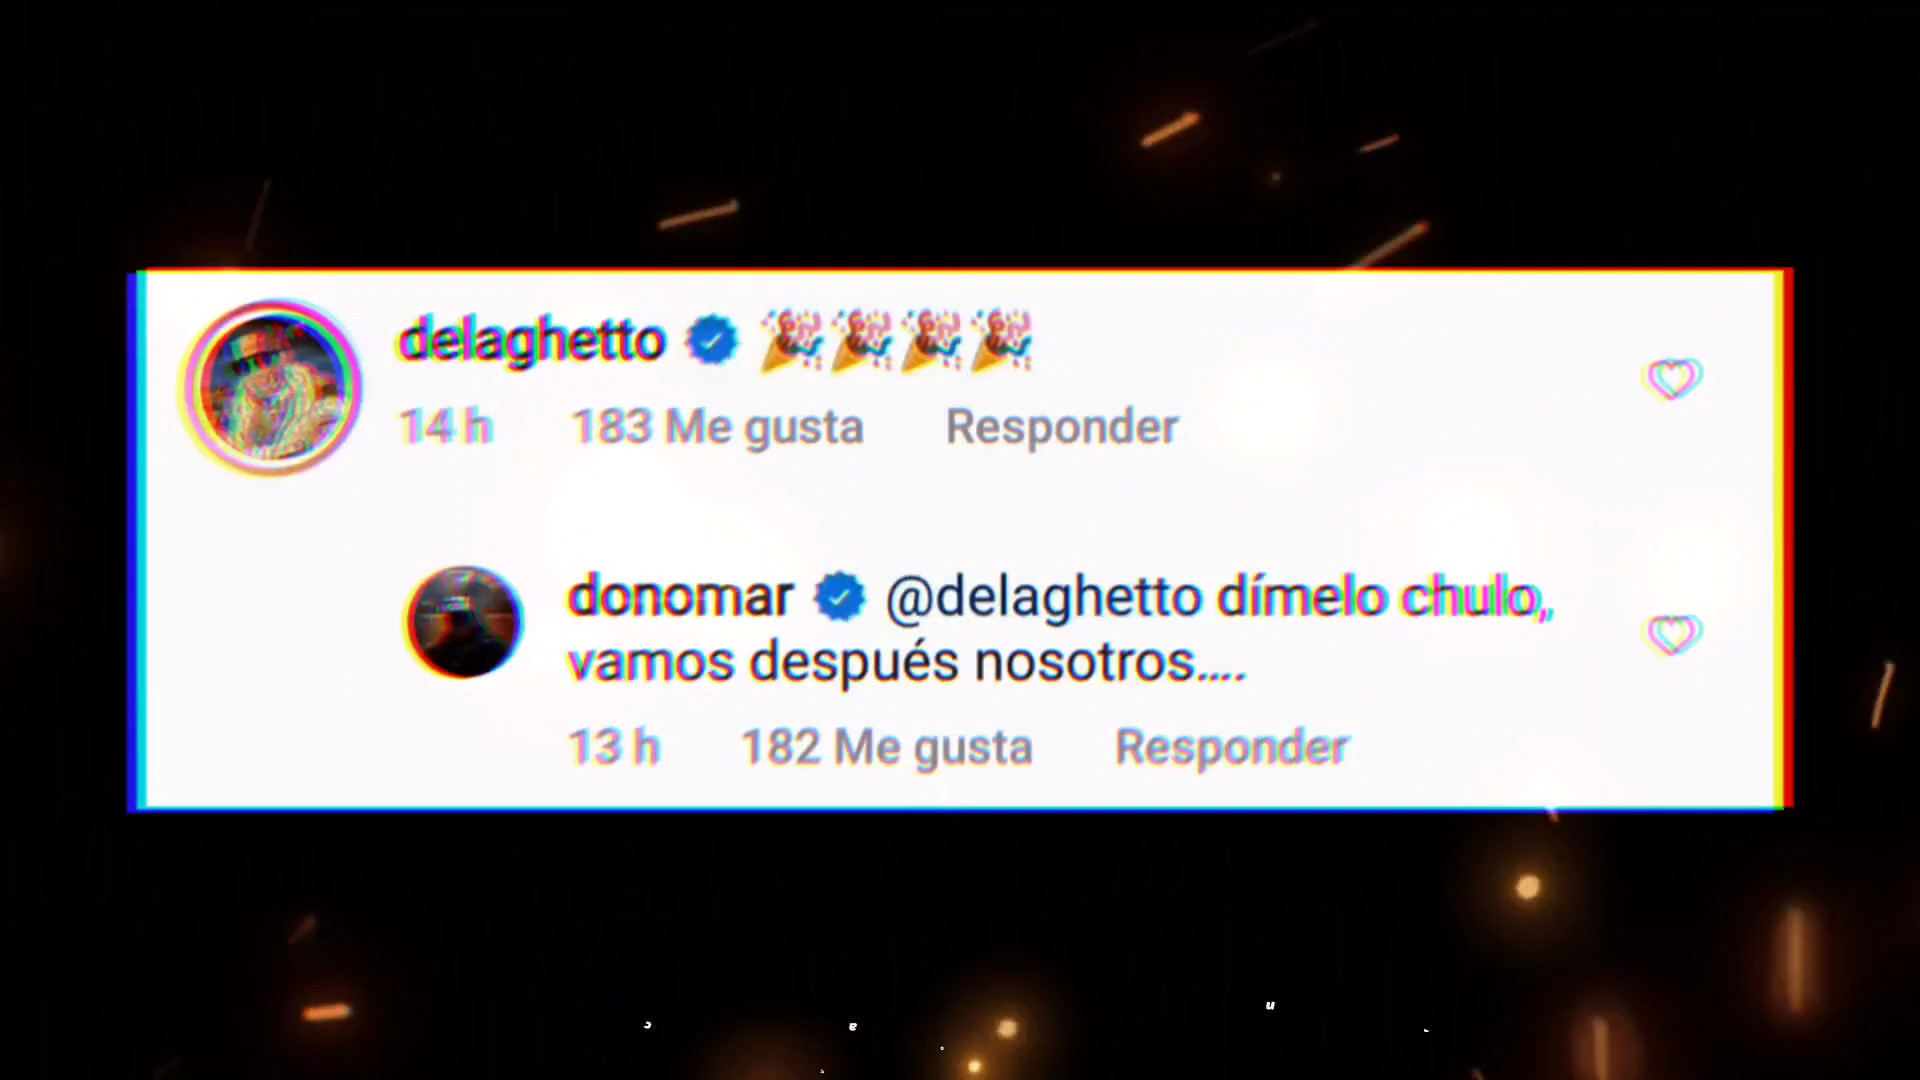 delaghetto 🎉🎉🎉🎉
14 h 183 Me gusta Responder
donomar @delaghetto dímelo chulo,
vamos después nosotros....
13 h 182 Me gusta Responder